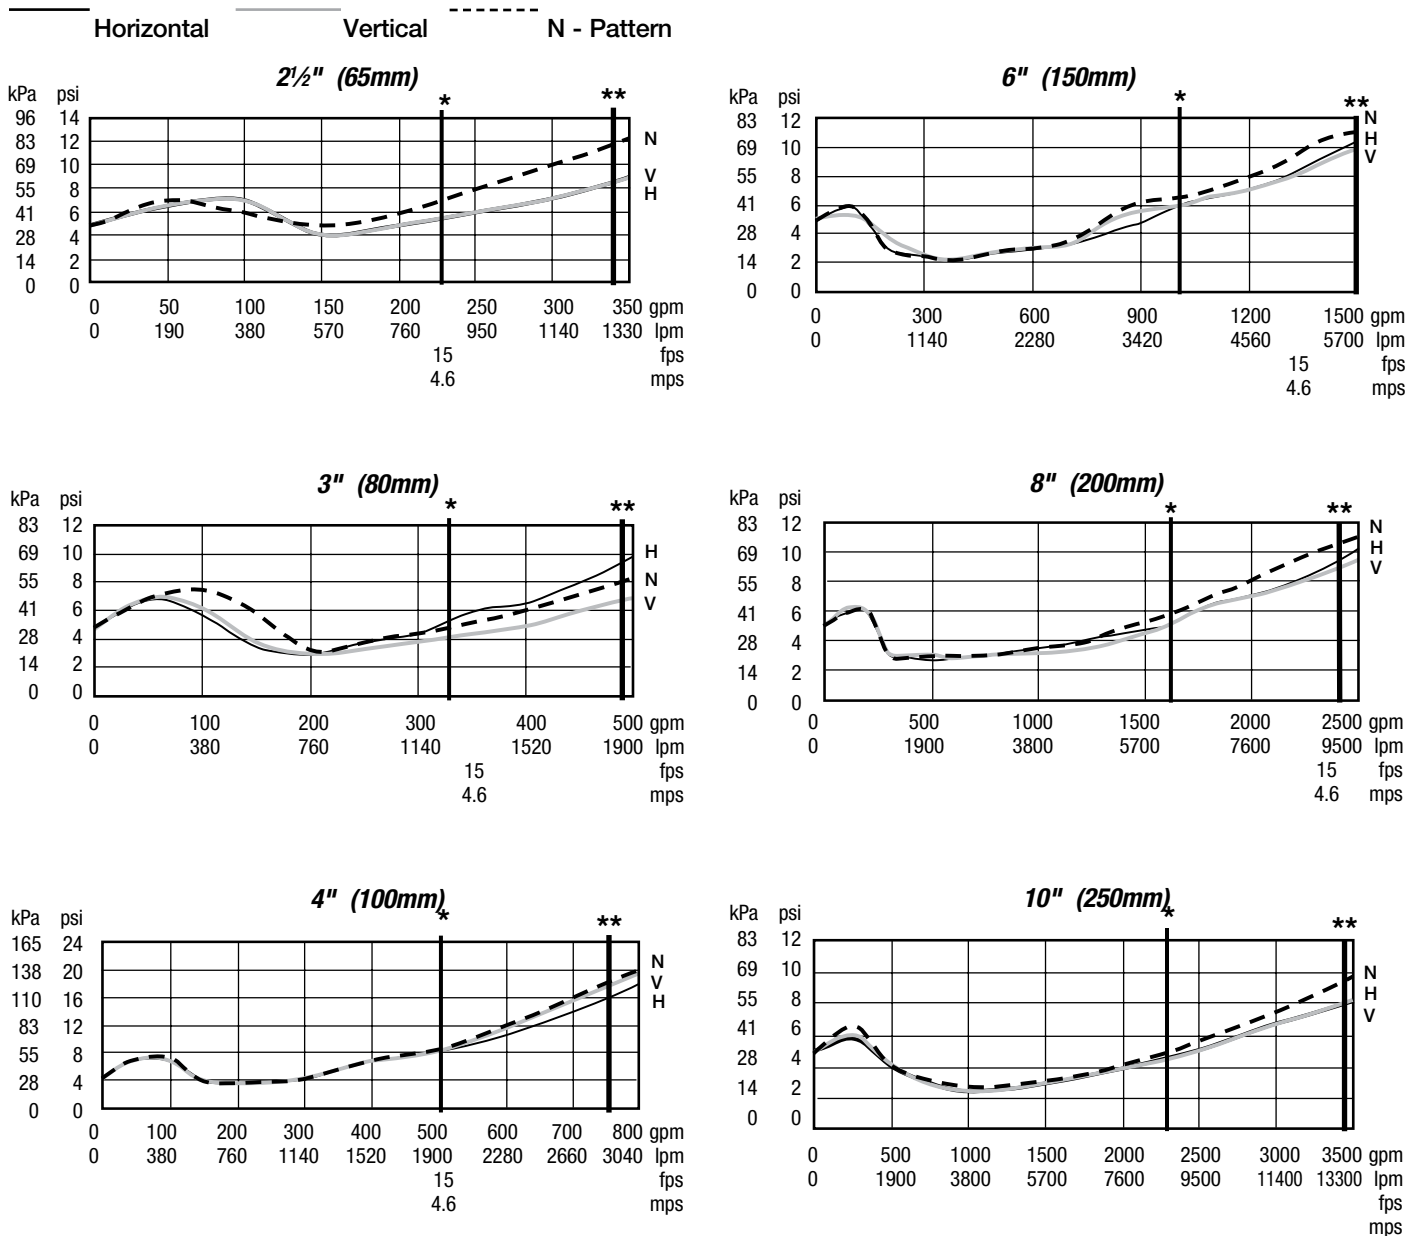 Horizontal Vertical N - Pattern
2½" (65mm)
* **
kPa psi
96 14
83 12
69 10
55 8
41 6
28 4
14 2
0 0
N
V
H
0 50 100 150 200 250 300 350 gpm
0 190 380 570 760 950 1140 1330 lpm
15 fps
4.6 mps
6" (150mm)
* **
kPa psi
83 12
69 10
55 8
41 6
28 4
14 2
0 0
N
H
V
0 300 600 900 1200 1500 gpm
0 1140 2280 3420 4560 5700 lpm
15 fps
4.6 mps
3" (80mm)
* **
kPa psi
83 12
69 10
55 8
41 6
28 4
14 2
0 0
H
N
V
0 100 200 300 400 500 gpm
0 380 760 1140 1520 1900 lpm
15 fps
4.6 mps
8" (200mm)
* **
kPa psi
83 12
69 10
55 8
41 6
28 4
14 2
0 0
N
H
V
0 500 1000 1500 2000 2500 gpm
0 1900 3800 5700 7600 9500 lpm
15 fps
4.6 mps
4" (100mm)
* **
kPa psi
165 24
138 20
110 16
83 12
55 8
28 4
0 0
N
V
H
0 100 200 300 400 500 600 700 800 gpm
0 380 760 1140 1520 1900 2280 2660 3040 lpm
15 fps
4.6 mps
10" (250mm)
* **
kPa psi
83 12
69 10
55 8
41 6
28 4
14 2
0 0
N
H
V
0 500 1000 1500 2000 2500 3000 3500 gpm
0 1900 3800 5700 7600 9500 11400 13300 lpm
fps
mps